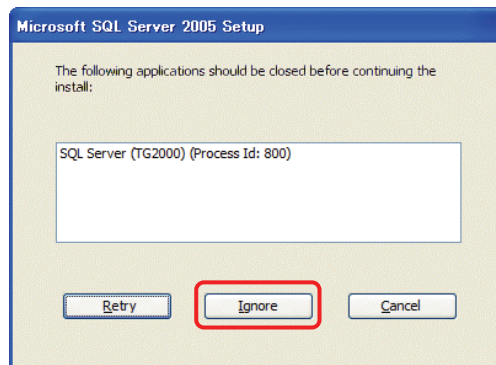 Microsoft SQL Server 2005 Setup
The following applications should be closed before continuing the
install:
SQL Server (TG2000) (Process Id: 800)
Retry Ignore Cancel